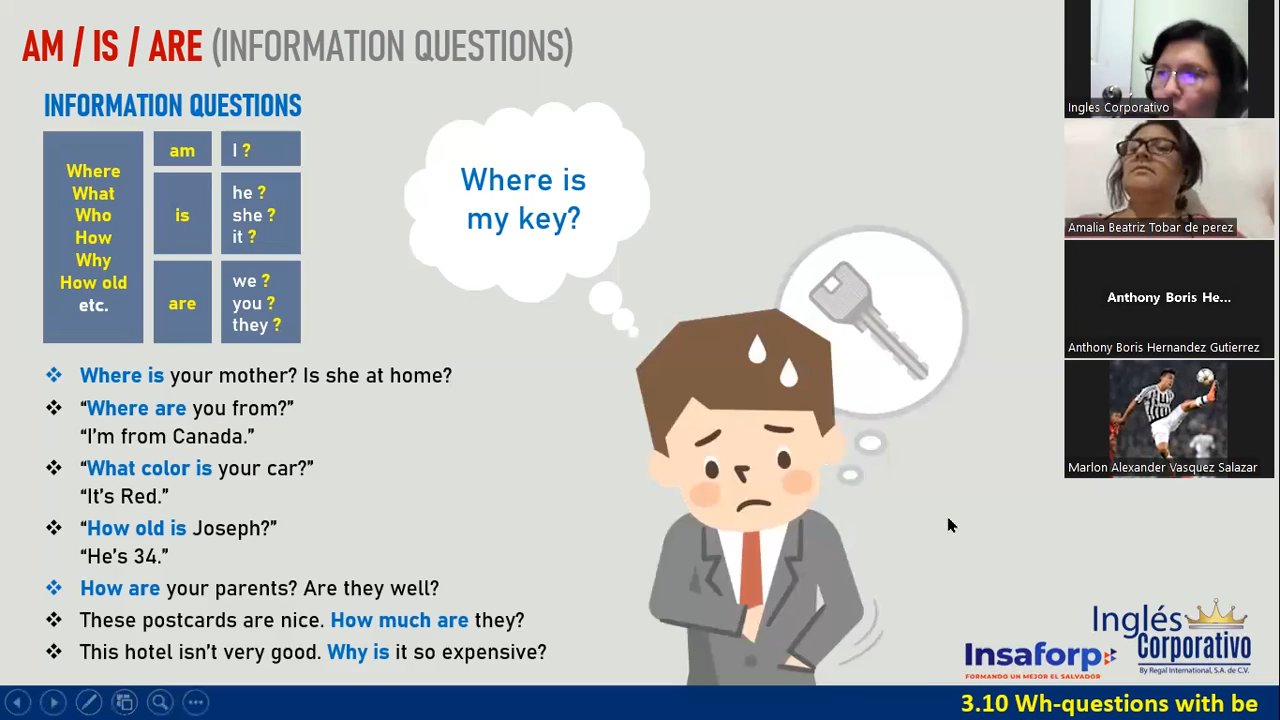 AM / IS / ARE (INFORMATION QUESTIONS)
INFORMATION QUESTIONS
Where
What
Who
How
Why
How old
etc.
am
I ?
is
he ?
she ?
it ?
are
we ?
you ?
they ?
Where is
my key?
Where is your mother? Is she at home?
“Where are you from?”
“I’m from Canada.”
“What color is your car?”
“It’s Red.”
“How old is Joseph?”
“He’s 34.”
How are your parents? Are they well?
These postcards are nice. How much are they?
This hotel isn’t very good. Why is it so expensive?
Ingles Corporativo
Amalia Beatriz Tobar de perez
Anthony Boris He...
Anthony Boris Hernandez Gutierrez
Marlon Alexander Vasquez Salazar
Insaforp
FORMANDO UN MEJOR EL SALVADOR
Inglés
Corporativo
By Regal International, S.A. de C.V.
3.10 Wh-questions with be